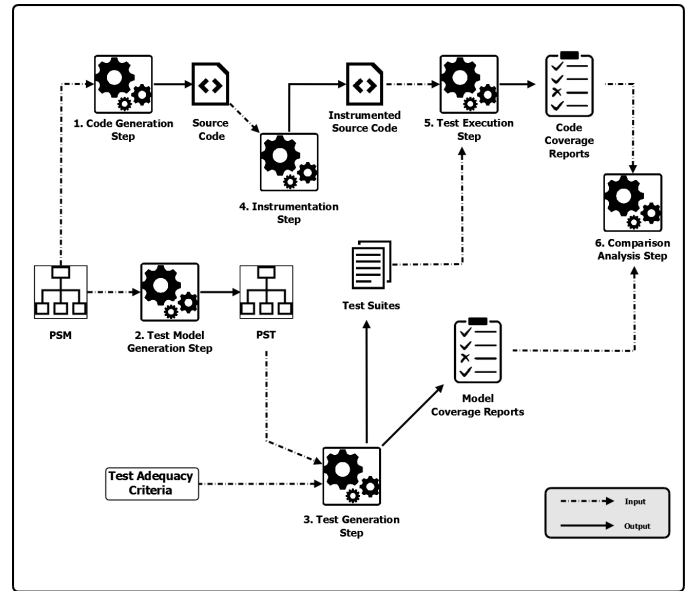 1. Code Generation
Step
Source
Code
Instrumented
Source Code
5. Test Execution
Step
Code
Coverage
Reports
4. Instrumentation
Step
6. Comparison
Analysis Step
PSM
2. Test Model
Generation Step
PST
Test Suites
Model
Coverage Reports
Test Adequacy
Criteria
3. Test Generation
Step
Input
Output